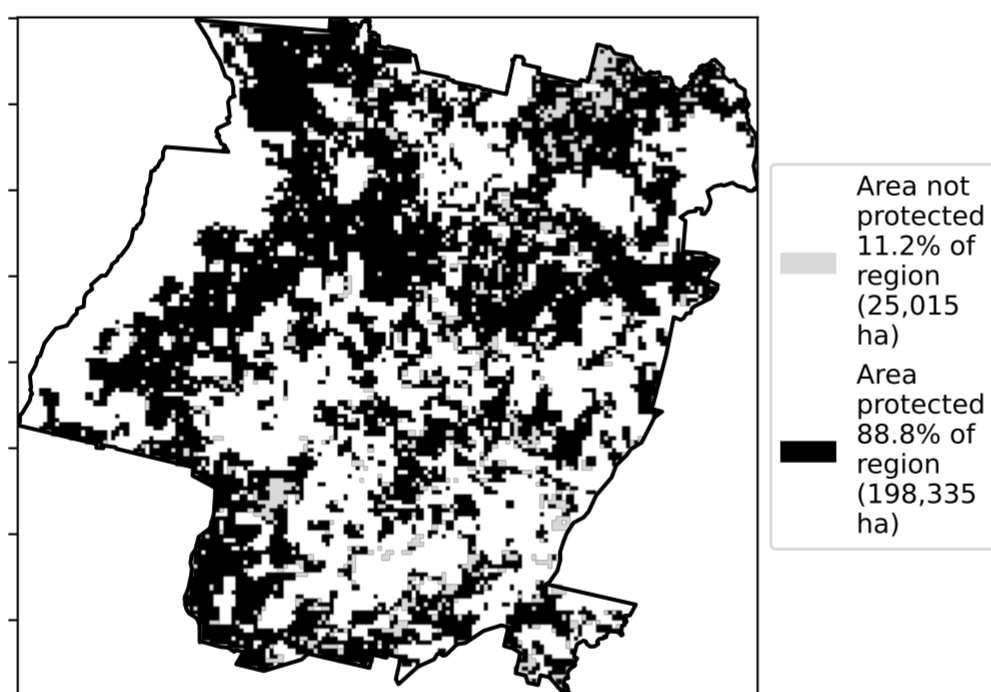 Area not
protected
11.2% of
region
(25,015
ha)
Area
protected
88.8% of
region
(198,335
ha)